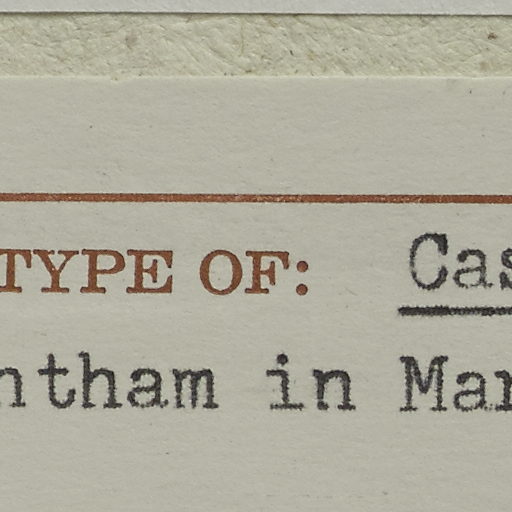 TYPE OF: Cas
ntham in Mar